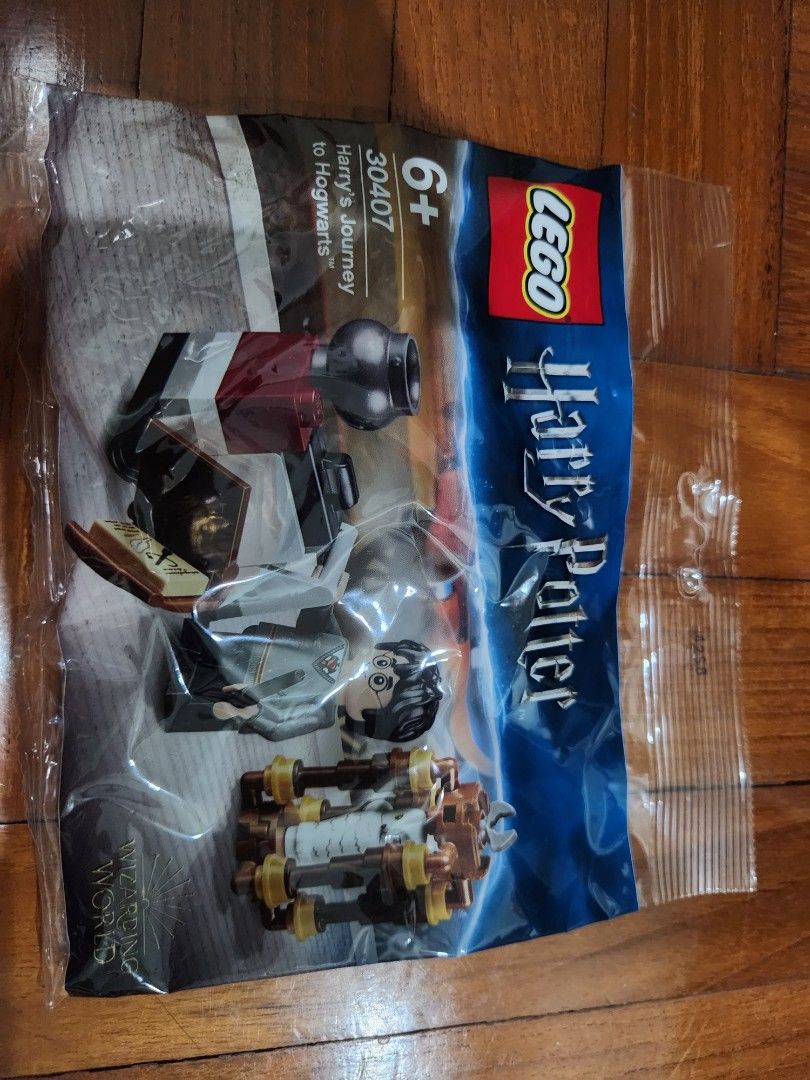 LEGO
Harry Potter
6+
30407
Harry's Journey
to Hogwarts™
WIZARDING
WORLD